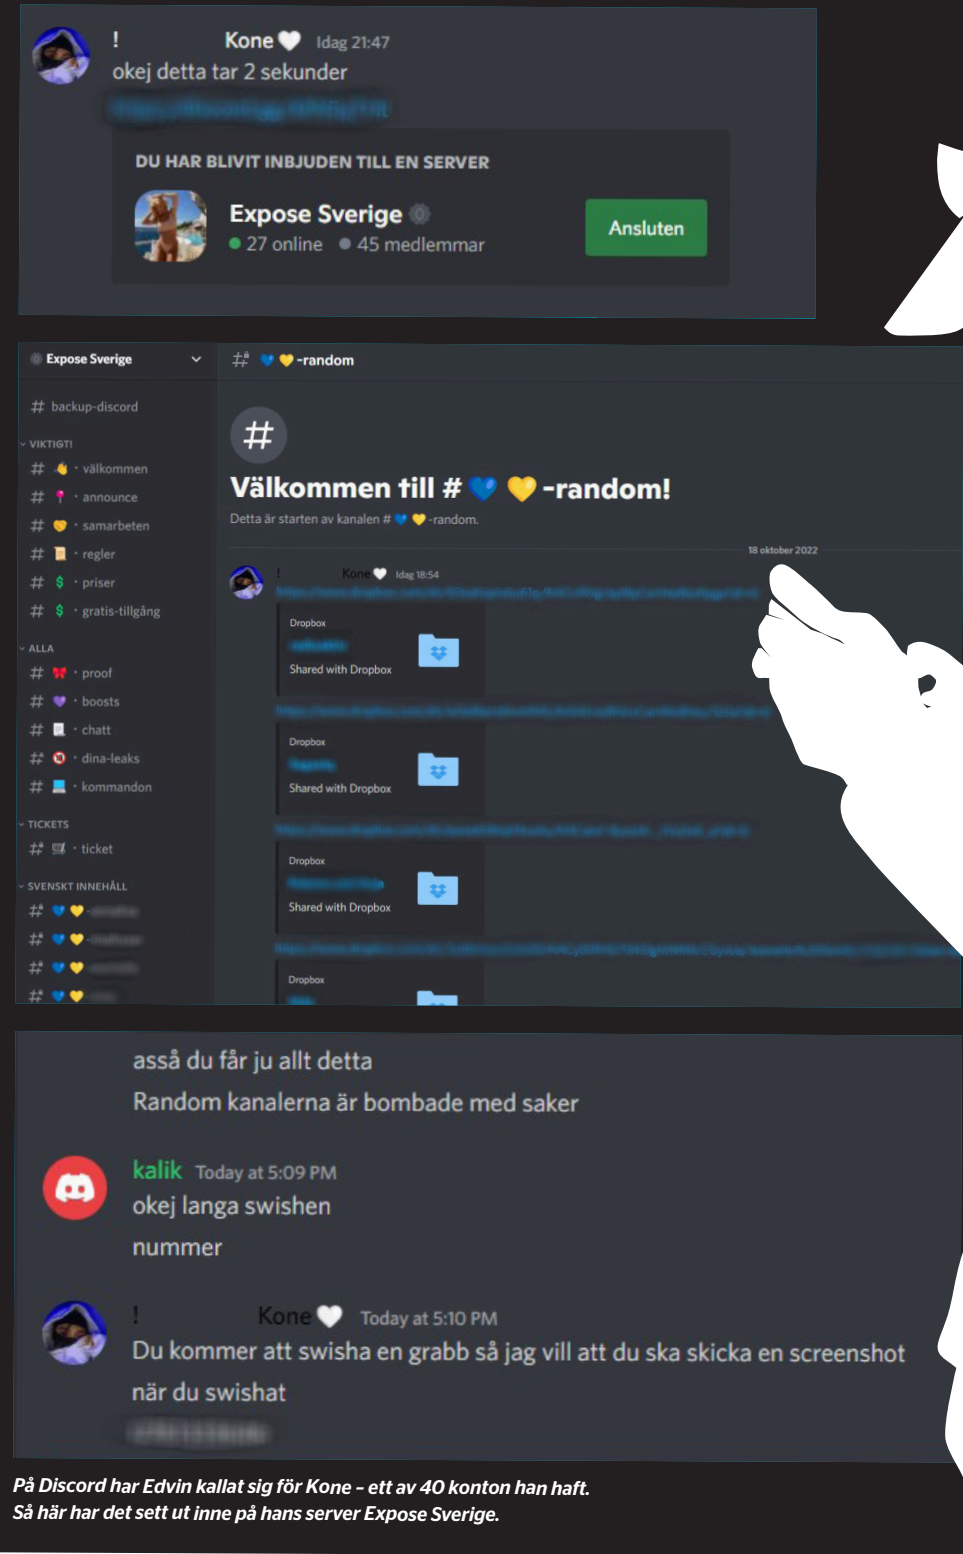 ! Kone Idag 21:47
okej detta tar 2 sekunder
DU HAR BLIVIT INBJUDEN TILL EN SERVER
Expose Sverige
27 online 45 medlemmar
Ansluten
Expose Sverige
# 💙 💛 -random
# backup-discord
VIKTIGT!
# 👋 · välkommen
# 📍 · announce
# 🤝 · samarbeten
# 📜 · regler
# 💲 · priser
# 💲 · gratis-tillgång
ALLA
# 🎀 · proof
# 💜 · boosts
# 📃 · chatt
# 🔞 · dina-leaks
# 💻 · kommandon
TICKETS
# 🛒 · ticket
SVENSKT INNEHÅLL
# 💙 💛 -
# 💙 💛 -
# 💙 💛 -
# 💙 💛 -
#
Välkommen till # 💙 💛 -random!
Detta är starten av kanalen # 💙 💛 -random.
18 oktober 2022
! Kone Idag 18:54
Dropbox
Shared with Dropbox
Dropbox
Shared with Dropbox
Dropbox
Shared with Dropbox
Dropbox
asså du får ju allt detta
Random kanalerna är bombade med saker
kalik Today at 5:09 PM
okej langa swishen
nummer
! Kone Today at 5:10 PM
Du kommer att swisha en grabb så jag vill att du ska skicka en screenshot
när du swishat
På Discord har Edvin kallat sig för Kone – ett av 40 konton han haft.
Så här har det sett ut inne på hans server Expose Sverige.